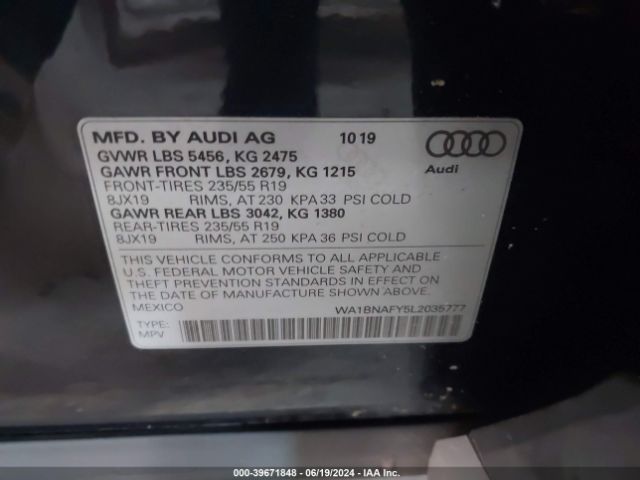 MFD. BY AUDI AG 10 19
GVWR LBS 5456, KG 2475
GAWR FRONT LBS 2679, KG 1215
FRONT-TIRES 235/55 R19
8JX19 RIMS, AT 230 KPA 33 PSI COLD
GAWR REAR LBS 3042, KG 1380
REAR-TIRES 235/55 R19
8JX19 RIMS, AT 250 KPA 36 PSI COLD
Audi
THIS VEHICLE CONFORMS TO ALL APPLICABLE
U.S. FEDERAL MOTOR VEHICLE SAFETY AND
THEFT PREVENTION STANDARDS IN EFFECT ON
THE DATE OF MANUFACTURE SHOWN ABOVE.
MEXICO WA1BNAFY5L2035777
TYPE:
MPV
000-39671848 - 06/19/2024 - IAA Inc.